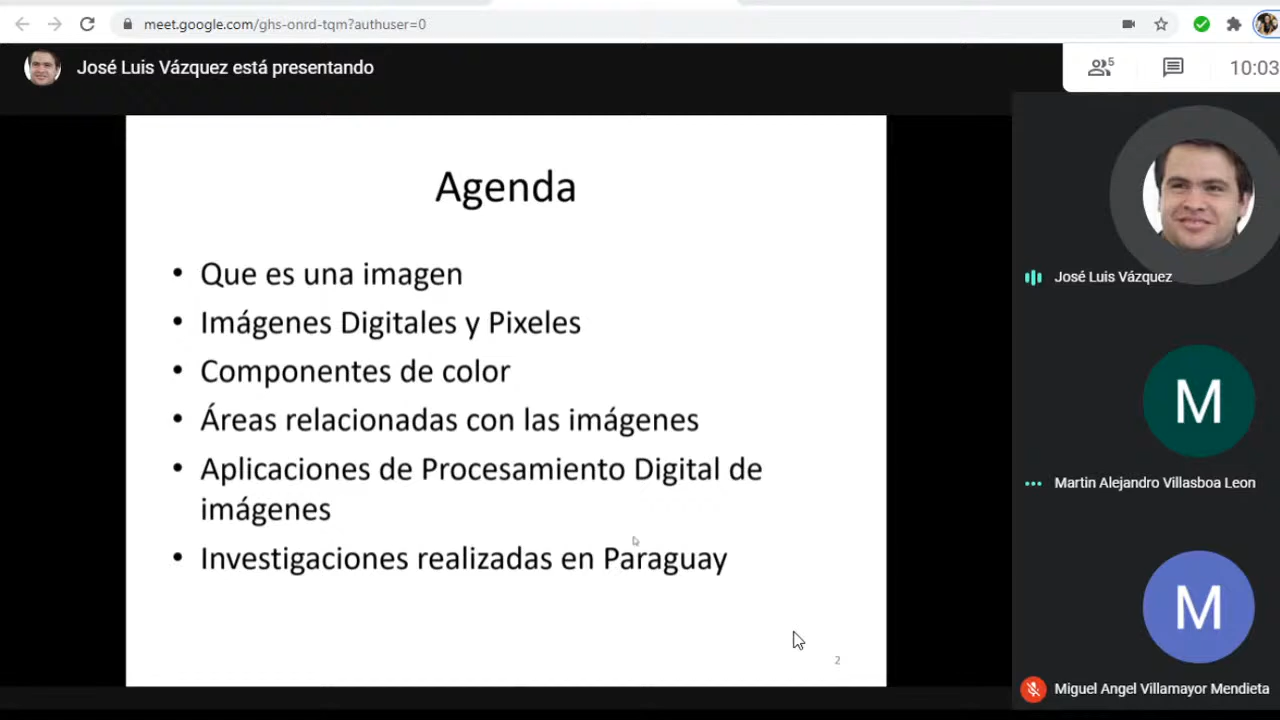 meet.google.com/ghs-onrd-tqm?authuser=0
José Luis Vázquez está presentando
5
10:03
Agenda
• Que es una imagen
• Imágenes Digitales y Pixeles
• Componentes de color
• Áreas relacionadas con las imágenes
• Aplicaciones de Procesamiento Digital de
imágenes
• Investigaciones realizadas en Paraguay
2
José Luis Vázquez
M
Martin Alejandro Villasboa Leon
M
Miguel Angel Villamayor Mendieta